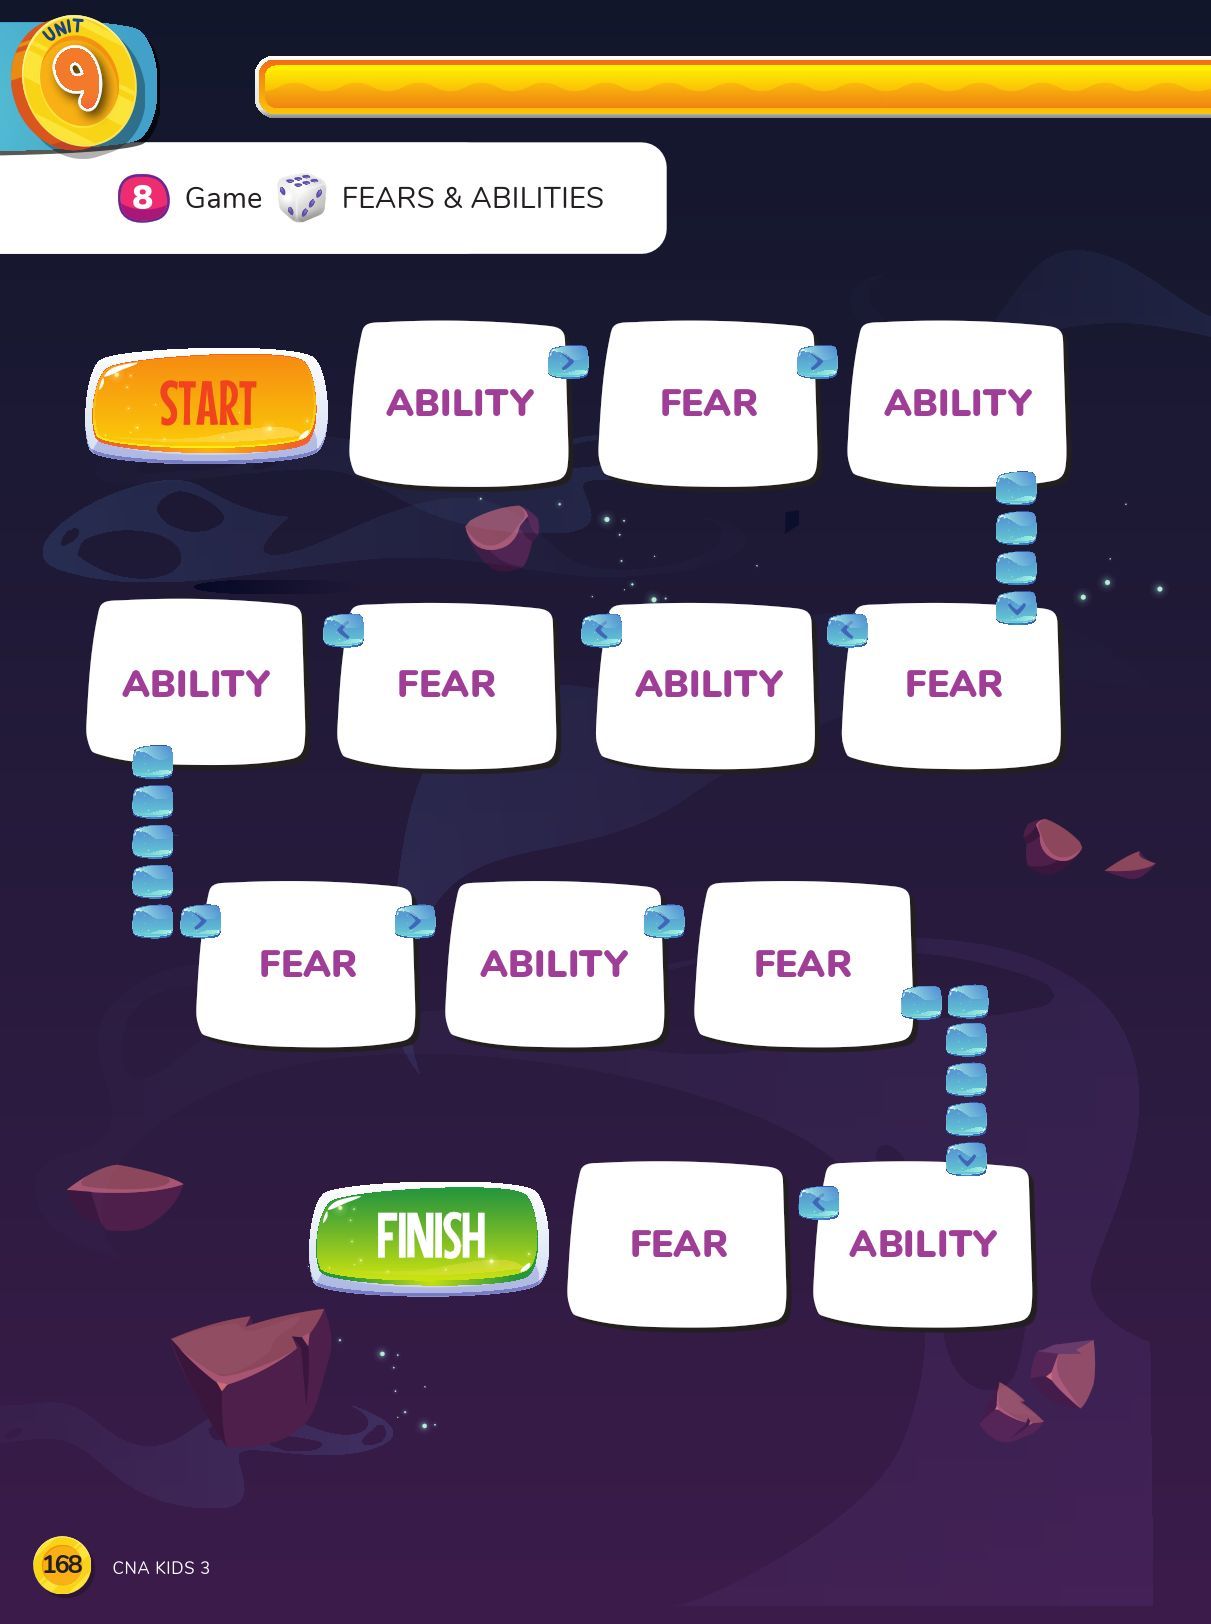 UNIT
9
8 Game FEARS & ABILITIES
START ABILITY FEAR ABILITY
ABILITY FEAR ABILITY FEAR
FEAR ABILITY FEAR
FINISH FEAR ABILITY
168 CNA KIDS 3